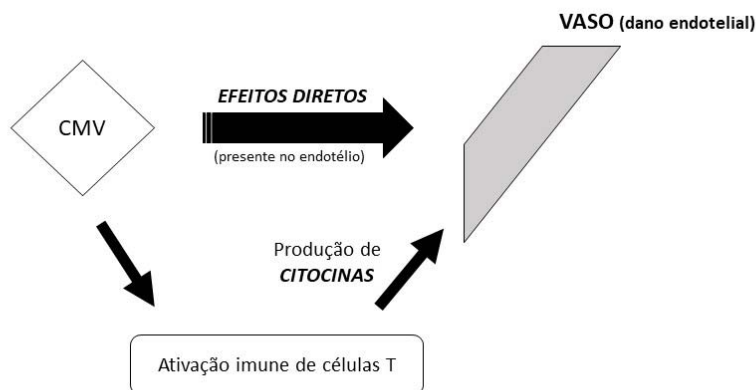 VASO (dano endotelial)
EFEITOS DIRETOS
CMV
(presente no endotélio)
Produção de
CITOCINAS
Ativação imune de células T